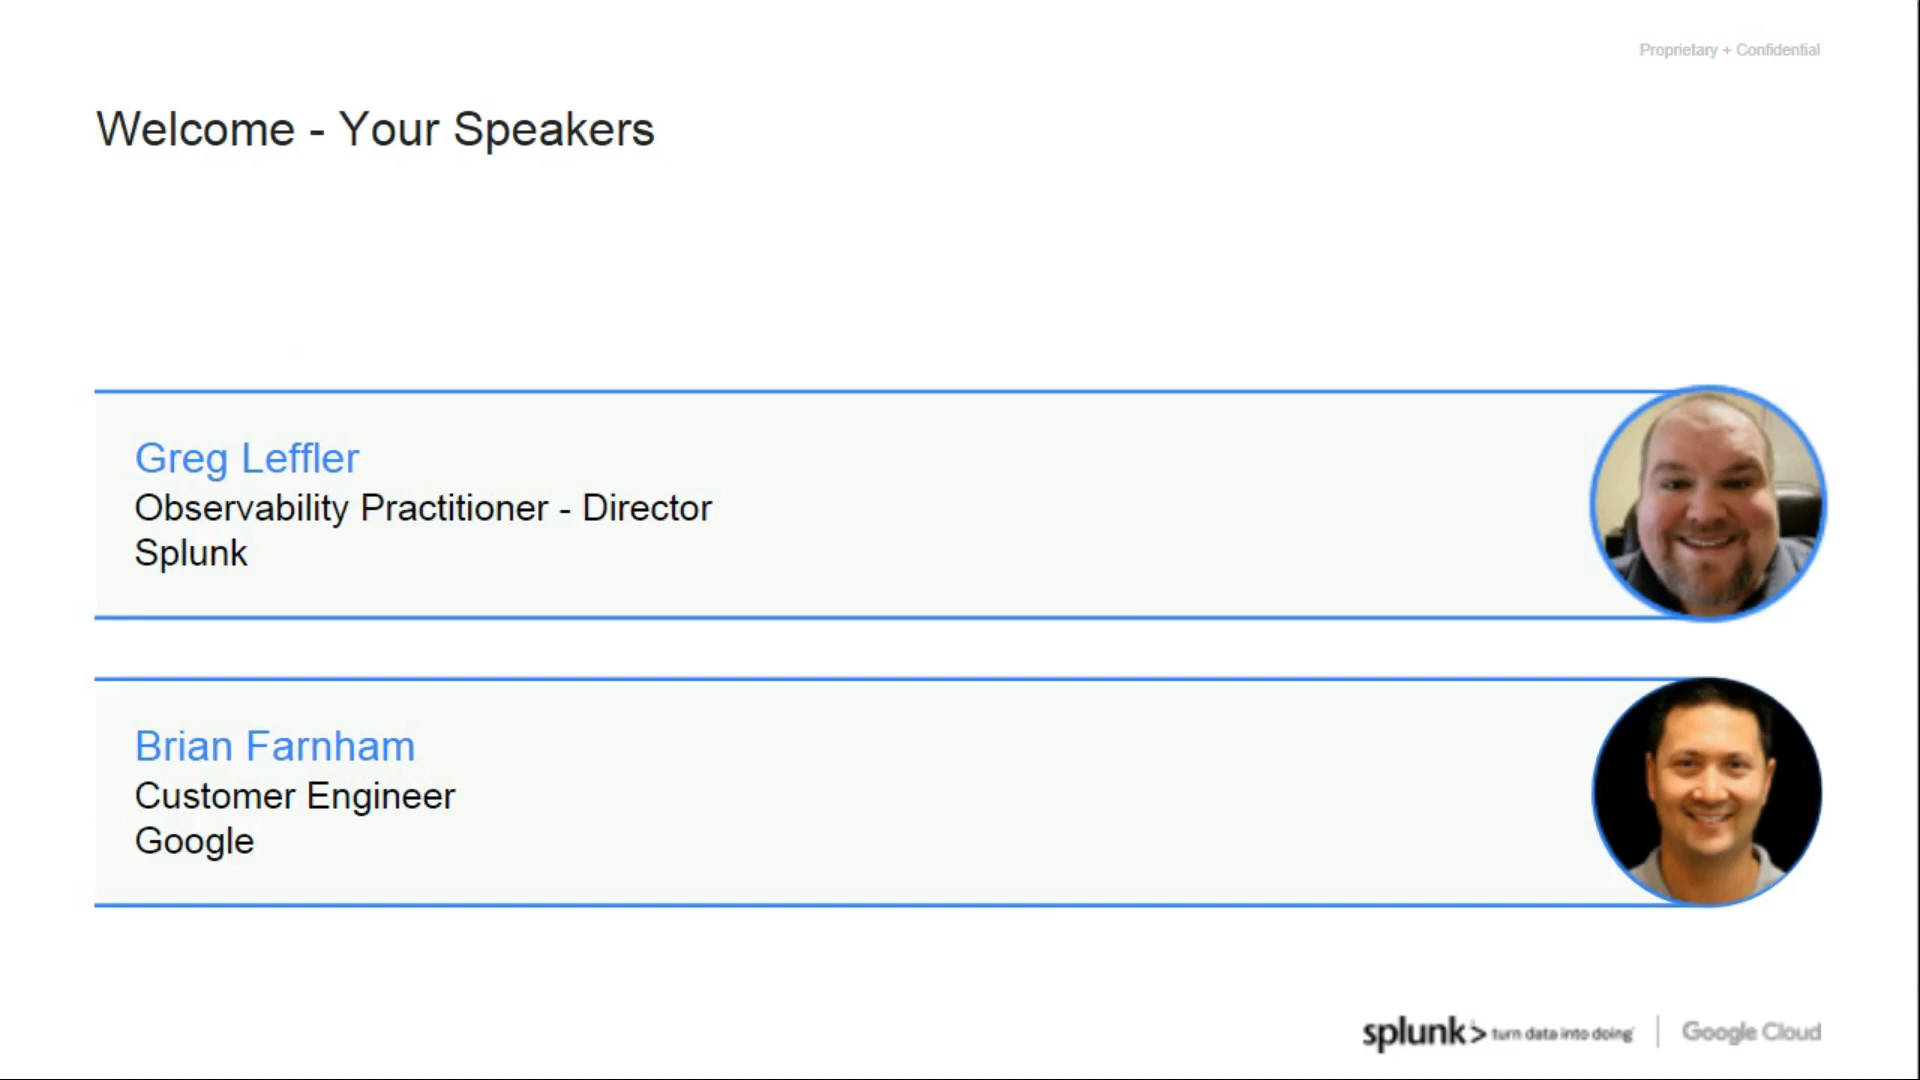 Proprietary + Confidential
Welcome - Your Speakers
Greg Leffler
Observability Practitioner - Director
Splunk
Brian Farnham
Customer Engineer
Google
splunk> turn data into doing
Google Cloud